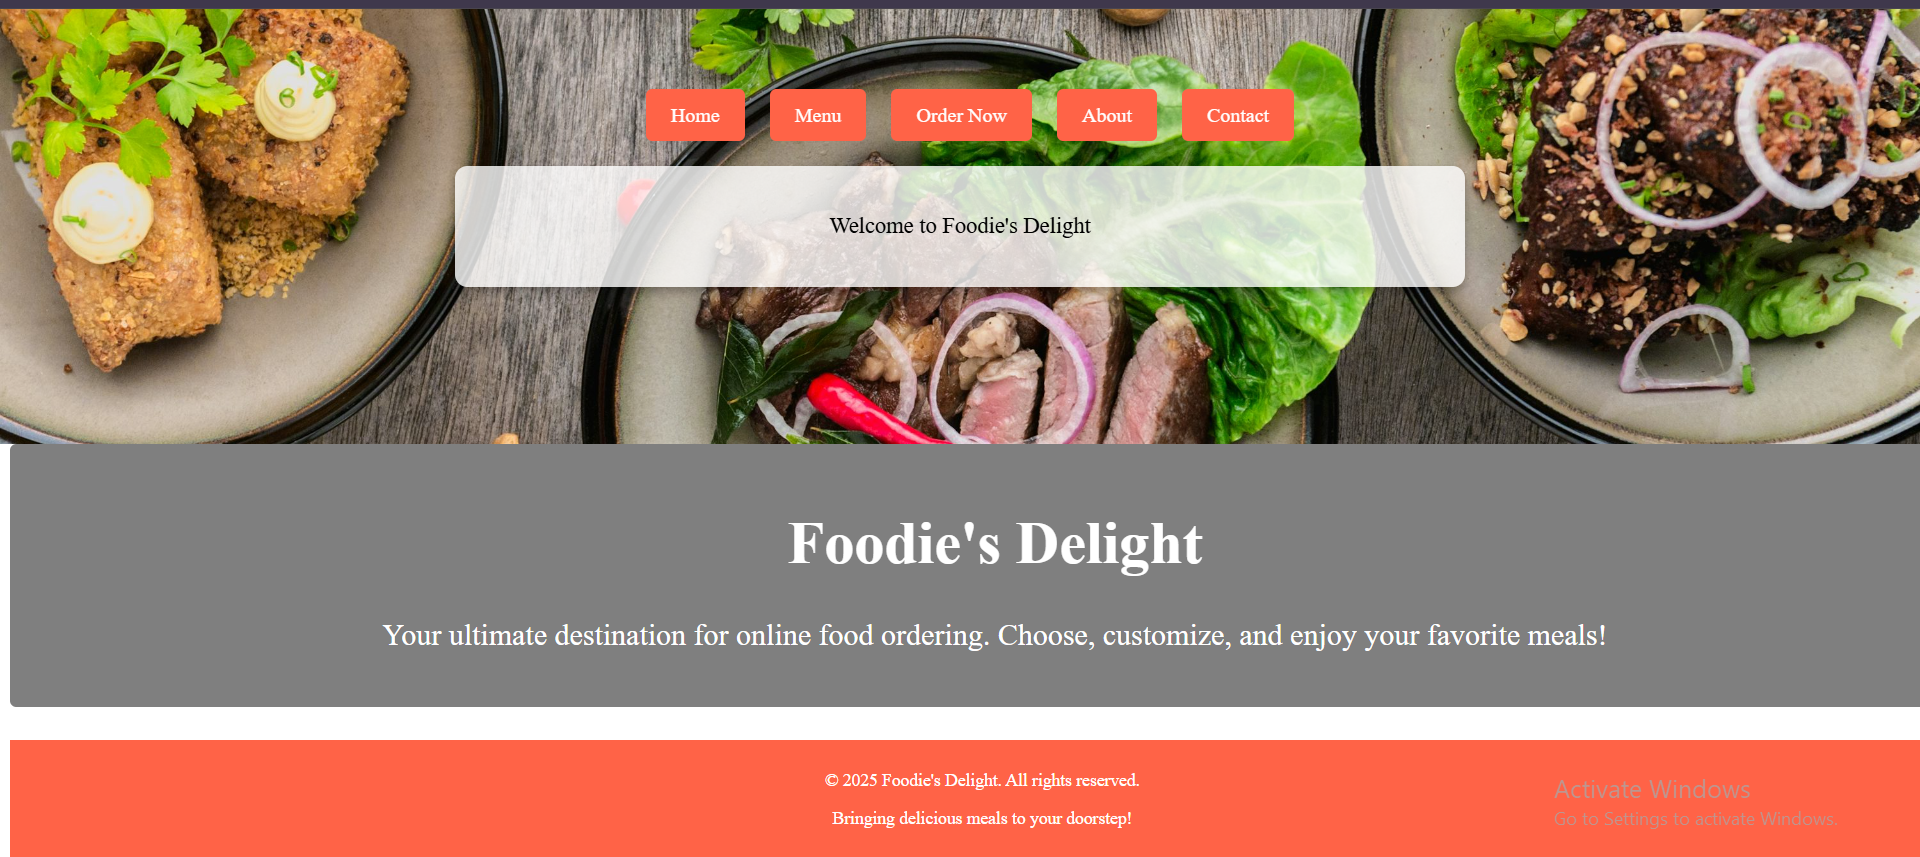 Home Menu Order Now About Contact
Welcome to Foodie's Delight
Foodie's Delight
Your ultimate destination for online food ordering. Choose, customize, and enjoy your favorite meals!
© 2025 Foodie's Delight. All rights reserved.
Bringing delicious meals to your doorstep!
Activate Windows
Go to Settings to activate Windows.